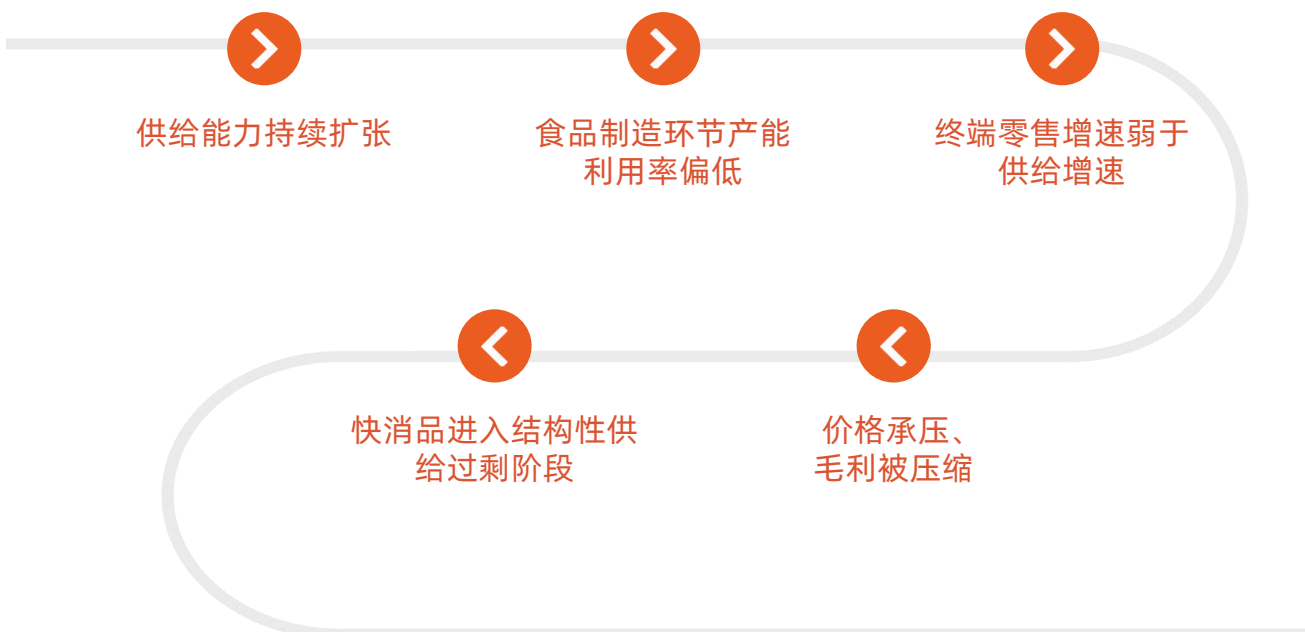 供给能力持续扩张
食品制造环节产能
利用率偏低
终端零售增速弱于
供给增速
价格承压、
毛利被压缩
快消品进入结构性供
给过剩阶段